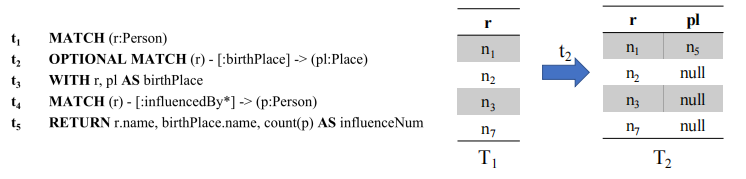 t1 MATCH (r:Person)
t2 OPTIONAL MATCH (r) - [:birthPlace] -> (pl:Place)
t3 WITH r, pl AS birthPlace
t4 MATCH (r) - [:influencedBy*] -> (p:Person)
t5 RETURN r.name, birthPlace.name, count(p) AS influenceNum
r
n1
n2
n3
n7
T1
t2
r pl
n1 n5
n2 null
n3 null
n7 null
T2